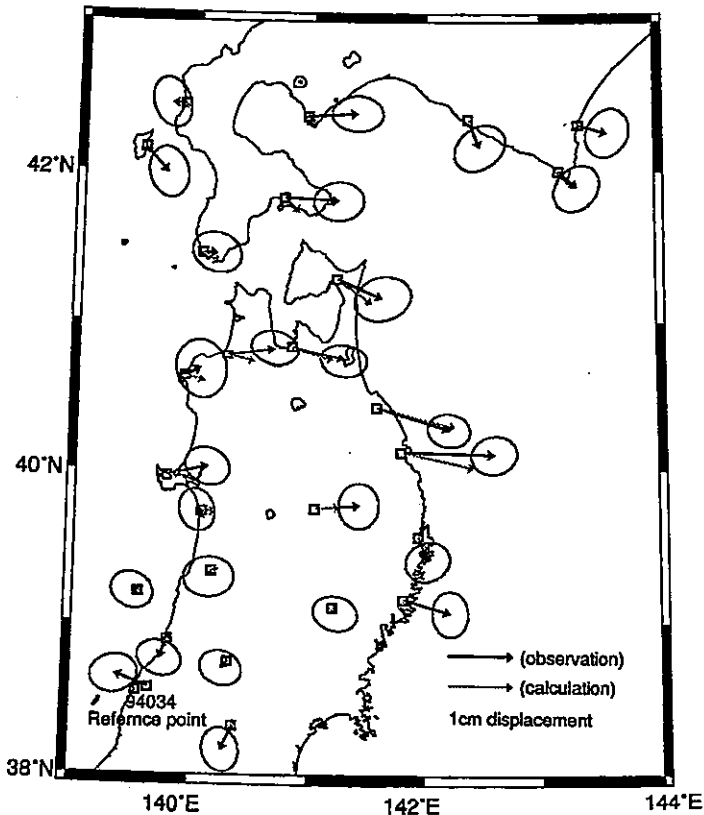 42°N
40°N
38°N
(observation)
(calculation)
1cm displacement
94034
Refernce point
140°E
142°E
144°E